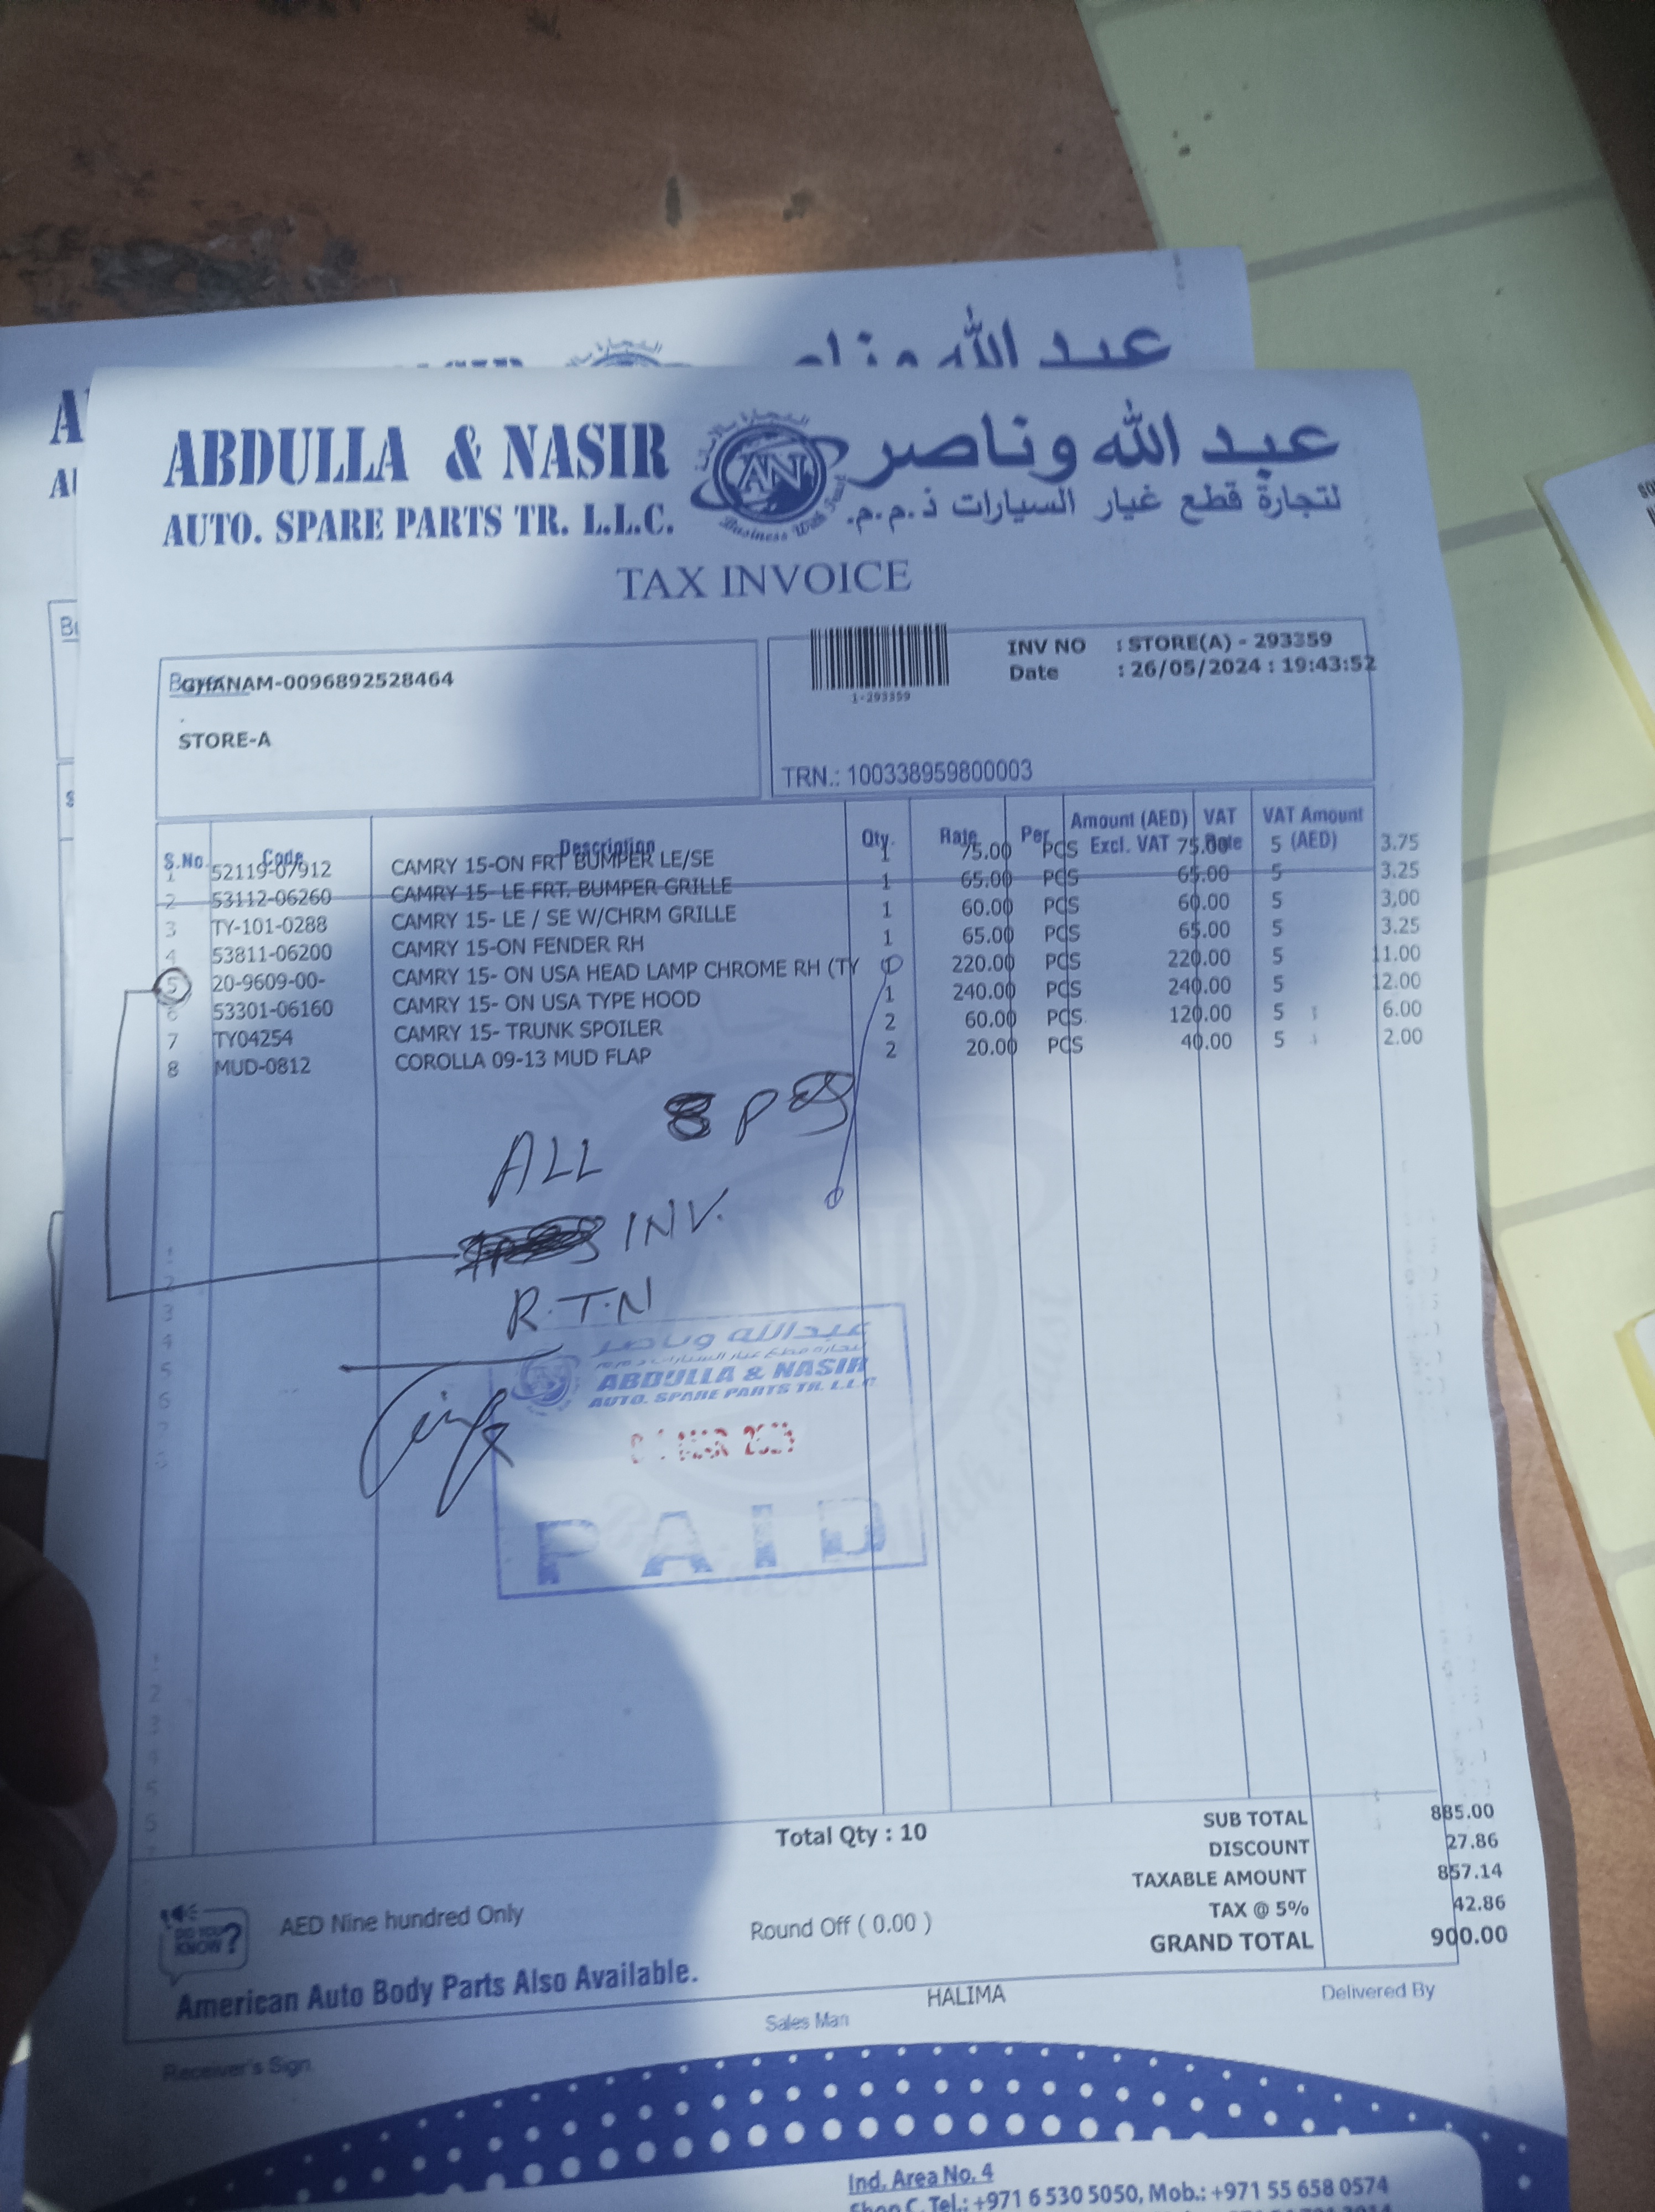 ABDULLA & NASIR
AUTO. SPARE PARTS TR. L.L.C.
عبد الله وناصر
لتجارة قطع غيار السيارات ذ.م.م.
AN
Business With Trust
TAX INVOICE
GHANAM-0096892528464
STORE-A
1-293359
INV NO : STORE(A) - 293359
Date : 26/05/2024 : 19:43:52
TRN.: 100338959800003
S.No. Code Description Qty. Rate Per Amount (AED) Excl. VAT VAT Rate VAT Amount (AED)
1 52119-07912 CAMRY 15-ON FRT BUMPER LE/SE 1 75.00 PCS 75.00 5 3.75
2 53112-06260 CAMRY 15- LE FRT. BUMPER GRILLE 1 65.00 PCS 65.00 5 3.25
3 TY-101-0288 CAMRY 15- LE / SE W/CHRM GRILLE 1 60.00 PCS 60.00 5 3.00
4 53811-06200 CAMRY 15-ON FENDER RH 1 65.00 PCS 65.00 5 3.25
5 20-9609-00- CAMRY 15- ON USA HEAD LAMP CHROME RH (TY 1 220.00 PCS 220.00 5 11.00
6 53301-06160 CAMRY 15- ON USA TYPE HOOD 1 240.00 PCS 240.00 5 12.00
7 TY04254 CAMRY 15- TRUNK SPOILER 2 60.00 PCS 120.00 5 6.00
8 MUD-0812 COROLLA 09-13 MUD FLAP 2 20.00 PCS 40.00 5 2.00
ALL
INV.
R.T.N
عبدالله وناصر
ABDULLA & NASIR
AUTO. SPARE PARTS TR. L.L.C.
PAID
Total Qty : 10
SUB TOTAL 885.00
DISCOUNT 27.86
TAXABLE AMOUNT 857.14
TAX @ 5% 42.86
GRAND TOTAL 900.00
DID YOU KNOW?
AED Nine hundred Only
Round Off ( 0.00 )
American Auto Body Parts Also Available.
HALIMA
Receiver's Sign
Sales Man
Delivered By
Ind. Area No. 4
Shop C. Tel.: +971 6 530 5050, Mob.: +971 55 658 0574